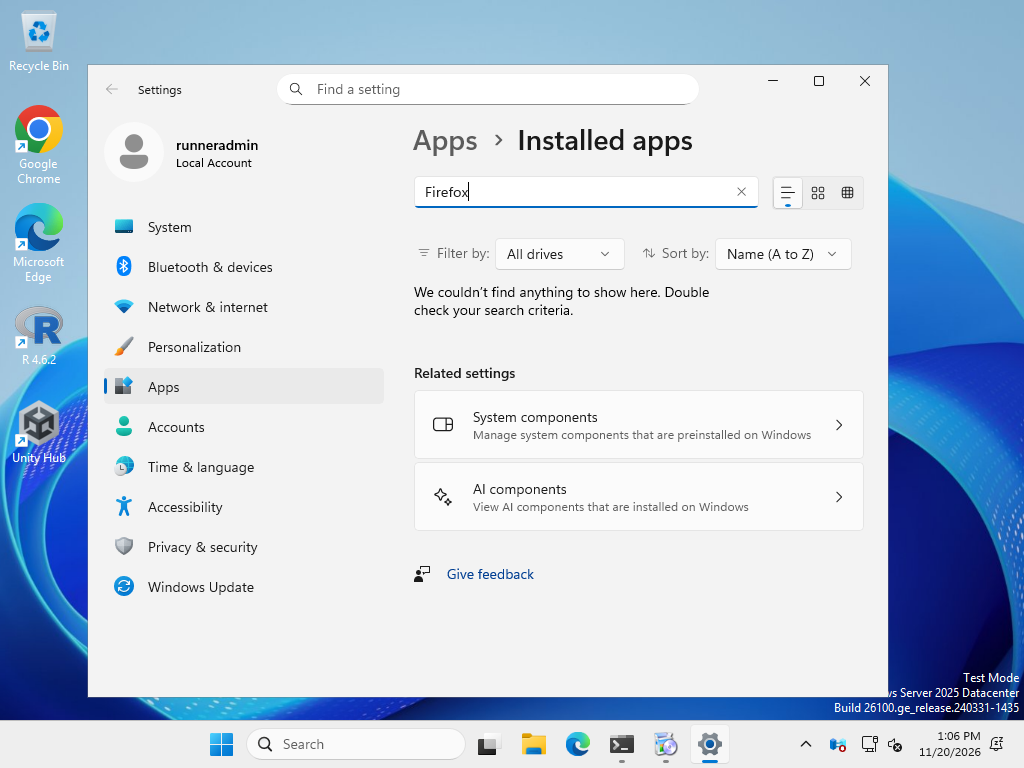 Recycle Bin
Google
Chrome
Microsoft
Edge
R 4.6.2
Unity Hub
Settings
Find a setting
runneradmin
Local Account
System
Bluetooth & devices
Network & internet
Personalization
Apps
Accounts
Time & language
Accessibility
Privacy & security
Windows Update
Apps > Installed apps
Firefox
Filter by:
All drives
Sort by:
Name (A to Z)
We couldn't find anything to show here. Double
check your search criteria.
Related settings
System components
Manage system components that are preinstalled on Windows
AI components
View AI components that are installed on Windows
Give feedback
Test Mode
Server 2025 Datacenter
Build 26100.ge_release.240331-1435
Search
1:06 PM
11/20/2026